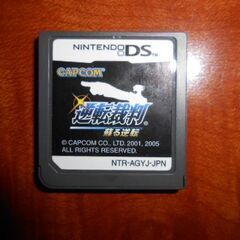 NINTENDO DS
CAPCOM
逆転裁判
蘇る逆転
© CAPCOM CO., LTD. 2001, 2005
ALL RIGHTS RESERVED.
NTR-AGYJ-JPN